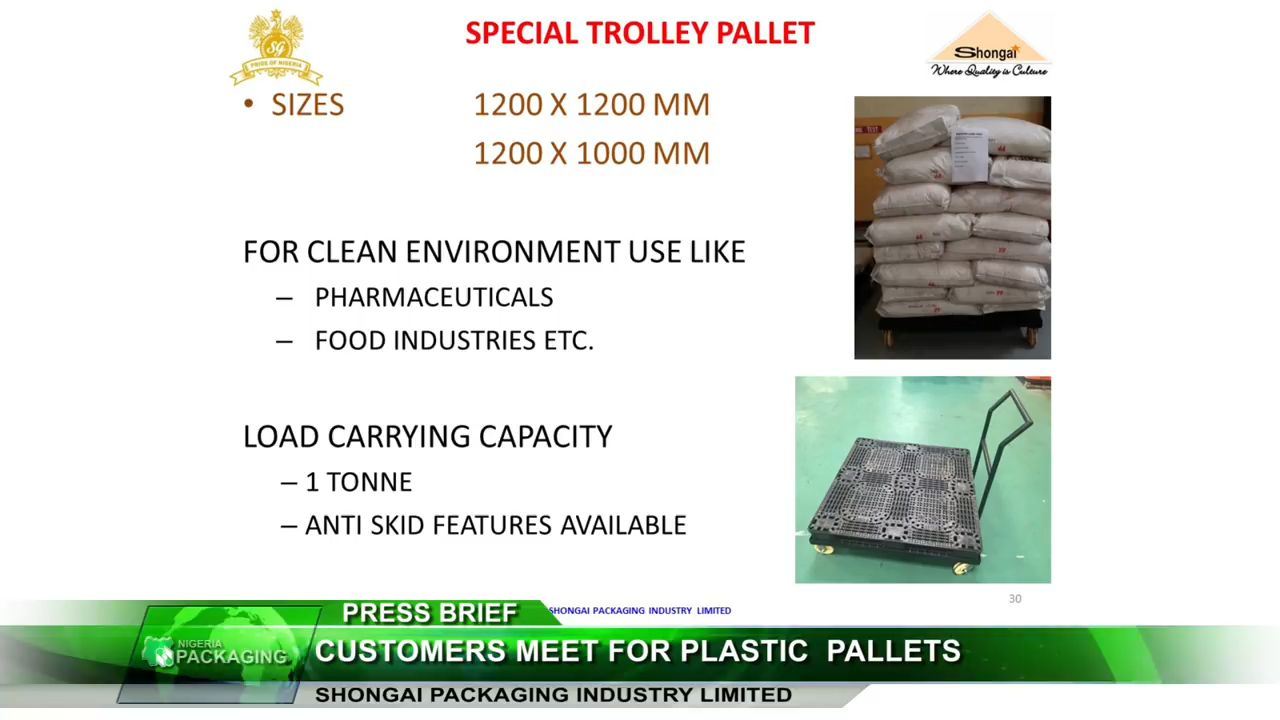 SPECIAL TROLLEY PALLET
SG
PRIDE OF NIGERIA
Shongai
Where Quality is Culture
• SIZES 1200 X 1200 MM
1200 X 1000 MM
FOR CLEAN ENVIRONMENT USE LIKE
– PHARMACEUTICALS
– FOOD INDUSTRIES ETC.
LOAD CARRYING CAPACITY
– 1 TONNE
– ANTI SKID FEATURES AVAILABLE
TEST
30
SHONGAI PACKAGING INDUSTRY LIMITED
PRESS BRIEF
NIGERIA
PACKAGING
CUSTOMERS MEET FOR PLASTIC PALLETS
SHONGAI PACKAGING INDUSTRY LIMITED